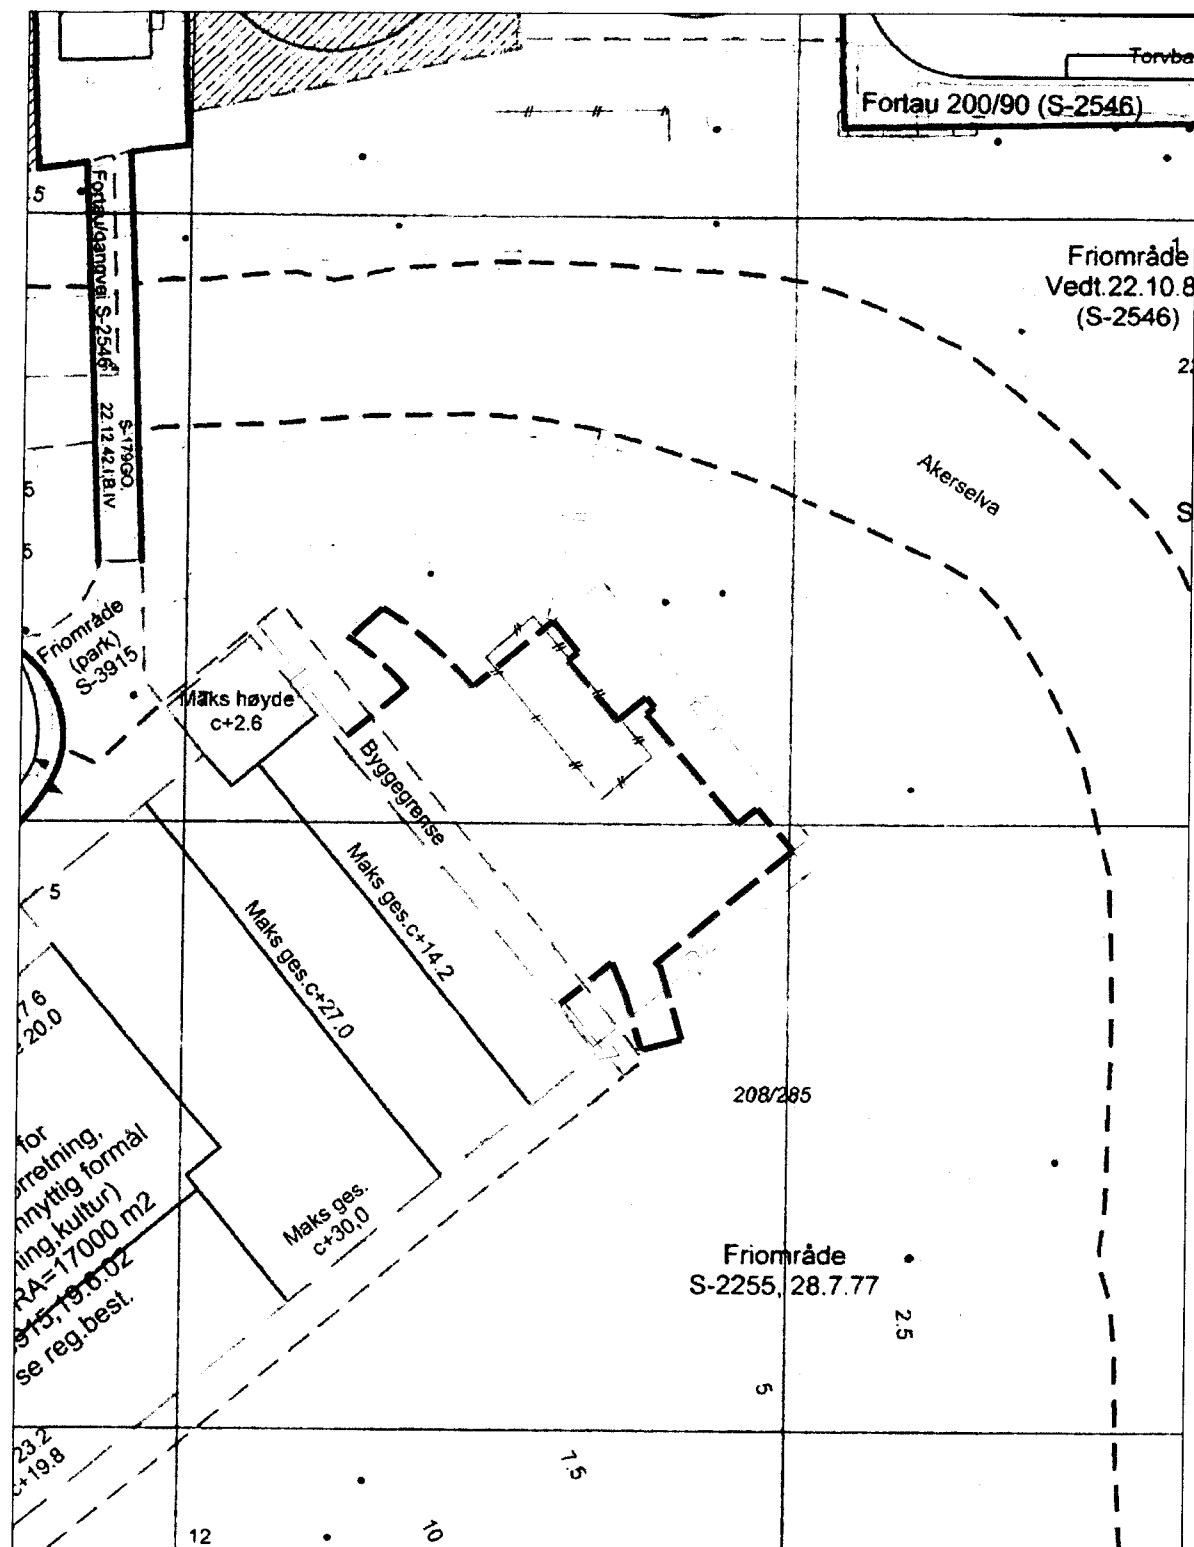 Torvba
Fortau 200/90 (S-2546)
5
Fortau/gangvei S-2546
S-179GO,
22.12.42.I,B.IV
1
Friområde
Vedt.22.10.8
(S-2546)
22
Akerselva
S
5
5
Friområde
(park)
S-3915
Maks høyde
c+2.6
Byggegrense
Maks ges.c+14.2
Maks ges.c+27.0
5
7.6
20.0
Maks ges.
c+30,0
for
rretning,
nnyttig formål
ning,kultur)
RA=17000 m2
915,19.6.02
se reg.best.
208/285
Friområde
S-2255, 28.7.77
2.5
5
7.5
23.2
c+19.8
12
10